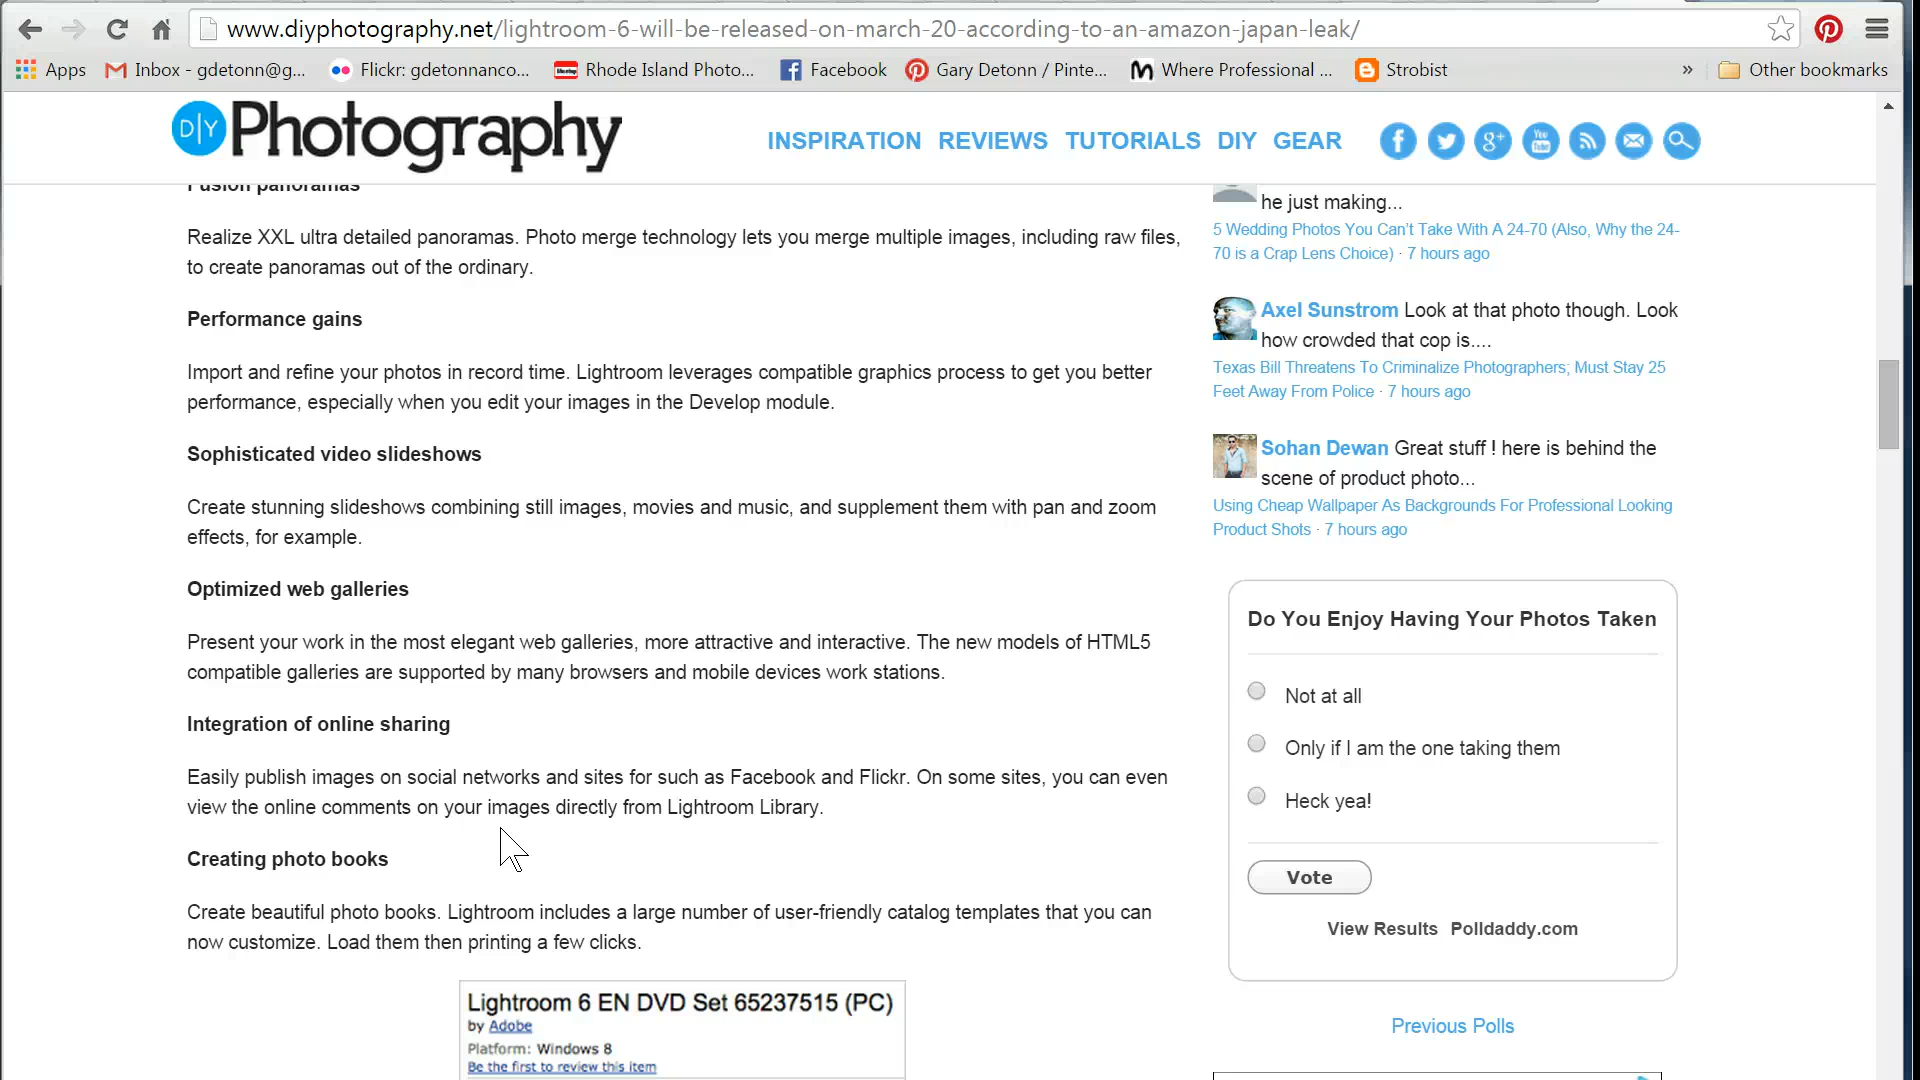 www.diyphotography.net/lightroom-6-will-be-released-on-march-20-according-to-an-amazon-japan-leak/
Apps
Inbox - gdetonn@g...
Flickr: gdetonnanco...
Rhode Island Photo...
Facebook
Gary Detonn / Pinte...
Where Professional ...
Strobist
»
Other bookmarks
D|Y Photography
INSPIRATION REVIEWS TUTORIALS DIY GEAR
Fusion panoramas
Realize XXL ultra detailed panoramas. Photo merge technology lets you merge multiple images, including raw files,
to create panoramas out of the ordinary.
Performance gains
Import and refine your photos in record time. Lightroom leverages compatible graphics process to get you better
performance, especially when you edit your images in the Develop module.
Sophisticated video slideshows
Create stunning slideshows combining still images, movies and music, and supplement them with pan and zoom
effects, for example.
Optimized web galleries
Present your work in the most elegant web galleries, more attractive and interactive. The new models of HTML5
compatible galleries are supported by many browsers and mobile devices work stations.
Integration of online sharing
Easily publish images on social networks and sites for such as Facebook and Flickr. On some sites, you can even
view the online comments on your images directly from Lightroom Library.
Creating photo books
Create beautiful photo books. Lightroom includes a large number of user-friendly catalog templates that you can
now customize. Load them then printing a few clicks.
Lightroom 6 EN DVD Set 65237515 (PC)
by Adobe
Platform: Windows 8
Be the first to review this item
he just making...
5 Wedding Photos You Can't Take With A 24-70 (Also, Why the 24-
70 is a Crap Lens Choice) · 7 hours ago
Axel Sunstrom Look at that photo though. Look
how crowded that cop is....
Texas Bill Threatens To Criminalize Photographers; Must Stay 25
Feet Away From Police · 7 hours ago
Sohan Dewan Great stuff ! here is behind the
scene of product photo...
Using Cheap Wallpaper As Backgrounds For Professional Looking
Product Shots · 7 hours ago
Do You Enjoy Having Your Photos Taken
Not at all
Only if I am the one taking them
Heck yea!
Vote
View Results Polldaddy.com
Previous Polls